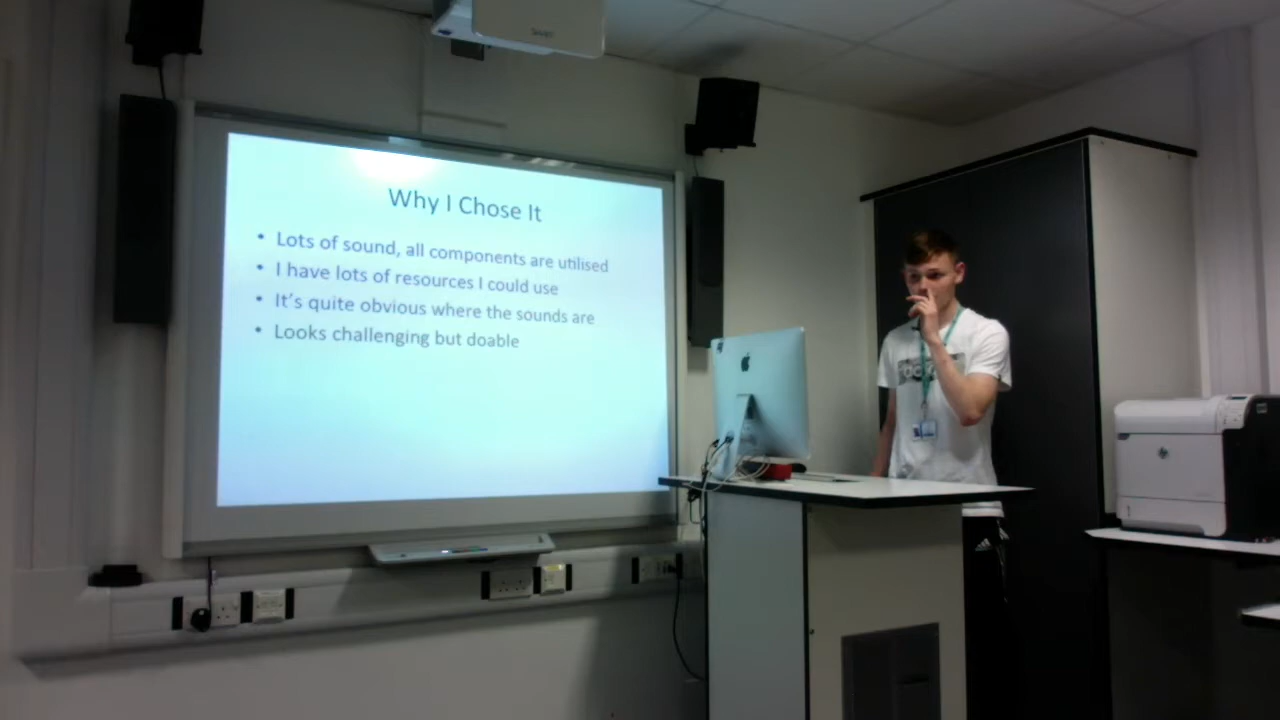 SMART
Why I Chose It
• Lots of sound, all components are utilised
• I have lots of resources I could use
• It's quite obvious where the sounds are
• Looks challenging but doable